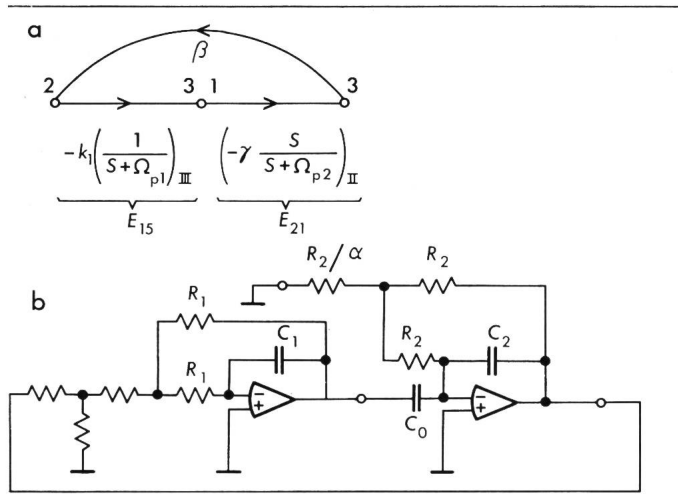 a
β
2 3 1 3
-k₁(1/(S+Ωp1))III (-γ S/(S+Ωp2))II
E₁₅ E₂₁
b
R₂/α R₂
R₁
C₁ R₂ C₂
R₁
− −
+ +
C₀